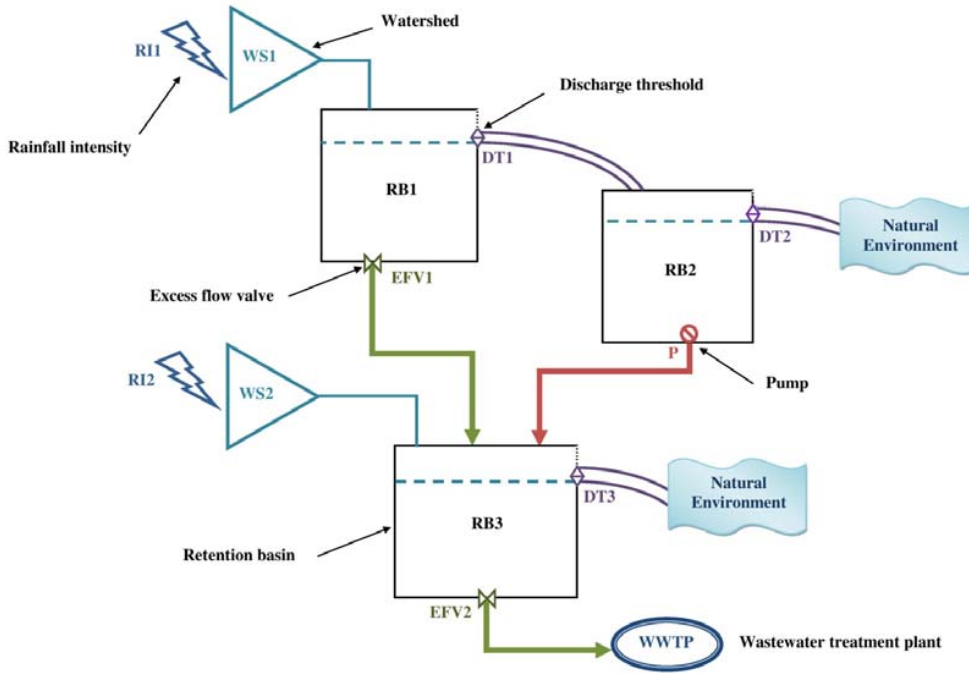 Watershed
RI1
WS1
Discharge threshold
Rainfall intensity
DT1
RB1
Natural
Environment
DT2
RB2
EFV1
Excess flow valve
P
Pump
RI2
WS2
Natural
Environment
DT3
RB3
Retention basin
EFV2
WWTP
Wastewater treatment plant